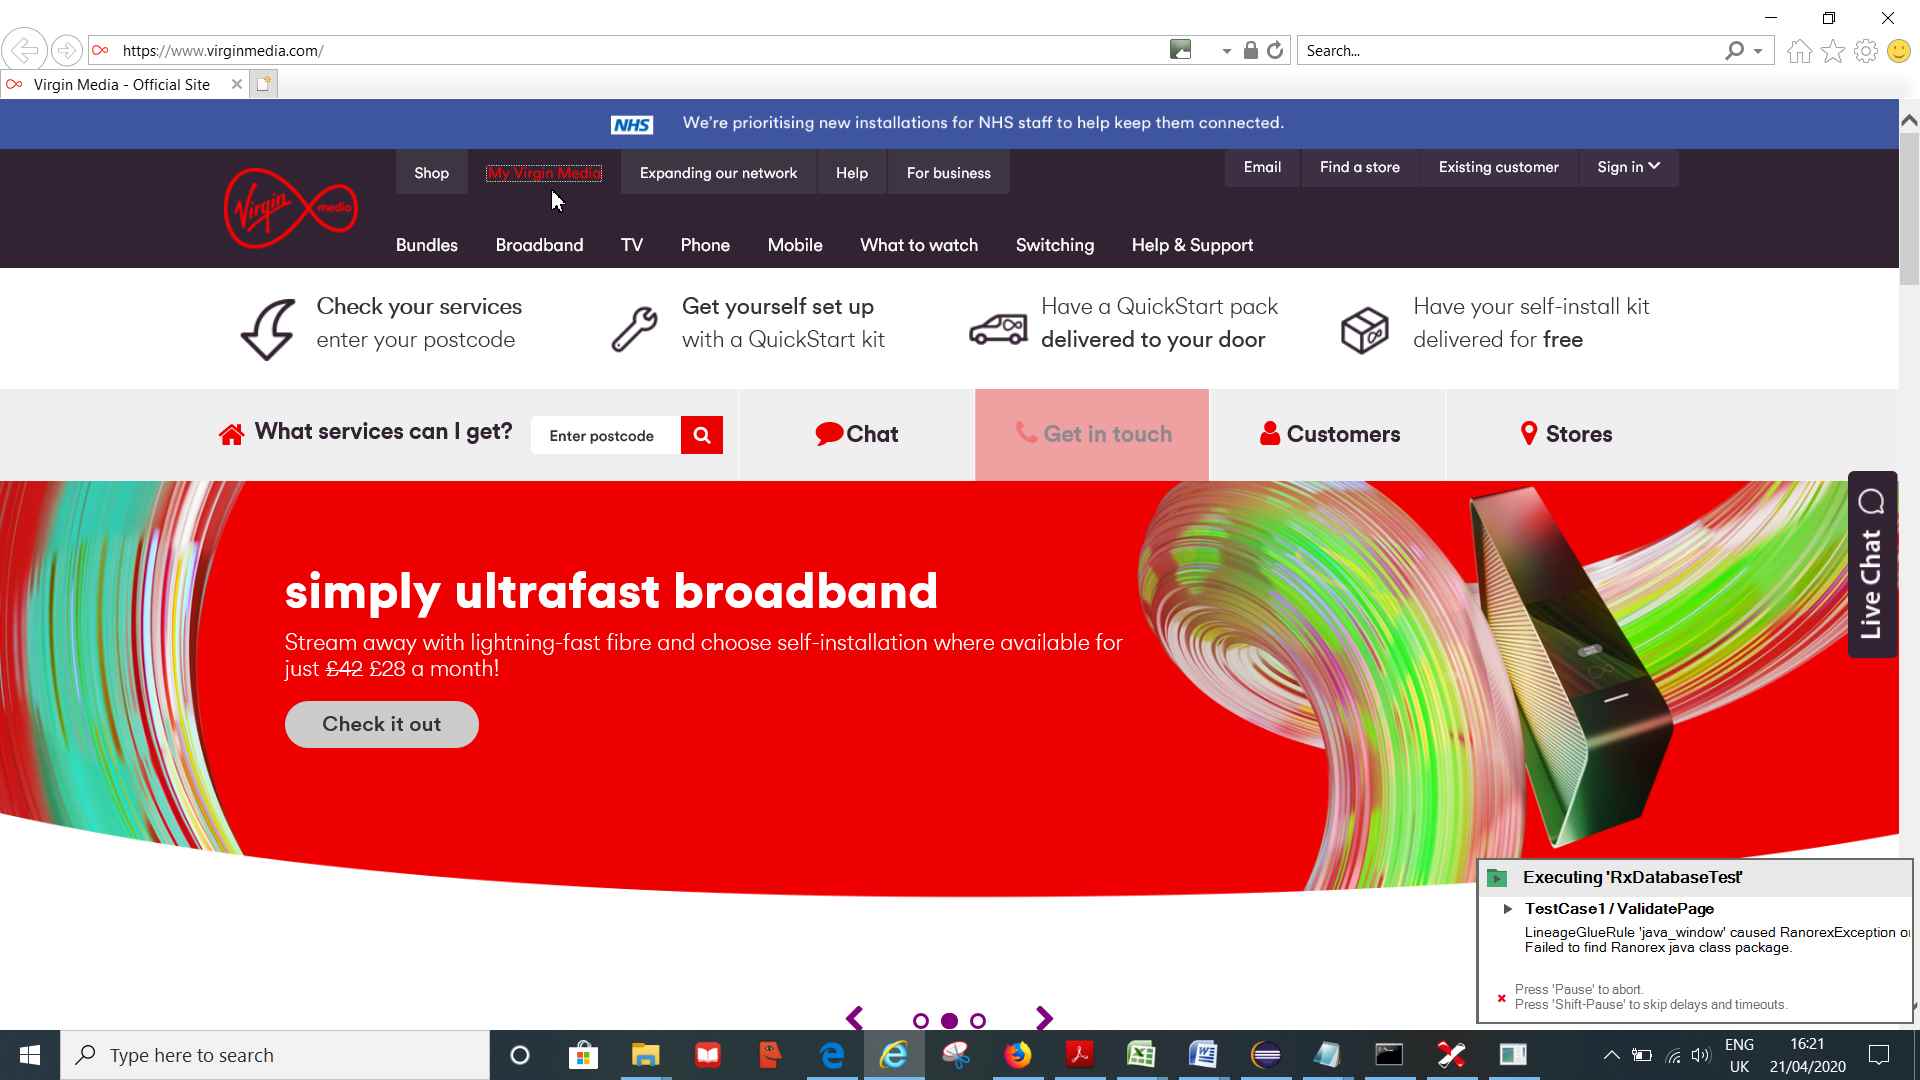 https://www.virginmedia.com/
Search...
Virgin Media - Official Site
NHS We're prioritising new installations for NHS staff to help keep them connected.
Shop My Virgin Media Expanding our network Help For business
Email Find a store Existing customer Sign in
Virgin media
Bundles Broadband TV Phone Mobile What to watch Switching Help & Support
Check your services
enter your postcode
Get yourself set up
with a QuickStart kit
Have a QuickStart pack
delivered to your door
Have your self-install kit
delivered for free
What services can I get? Enter postcode Chat Get in touch Customers Stores
Live Chat
simply ultrafast broadband
Stream away with lightning-fast fibre and choose self-installation where available for
just £42 £28 a month!
Check it out
Executing 'RxDatabaseTest'
TestCase1 / ValidatePage
LineageGlueRule 'java_window' caused RanorexException
Failed to find Ranorex java class package.
Press 'Pause' to abort.
Press 'Shift-Pause' to skip delays and timeouts.
Type here to search
ENG
UK
16:21
21/04/2020